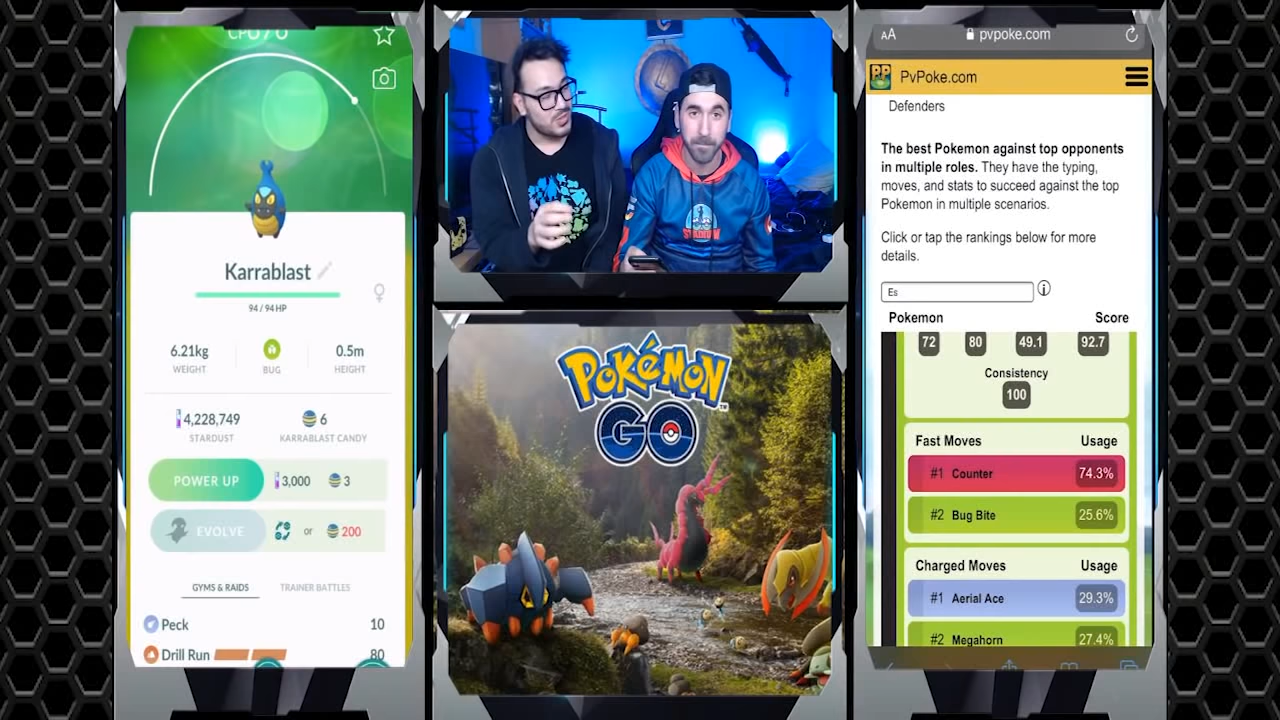 Karrablast
94 / 94 HP
6.21kg
WEIGHT
BUG
0.5m
HEIGHT
4,228,749
STARDUST
6
KARRABLAST CANDY
POWER UP
3,000
3
EVOLVE
or
200
GYMS & RAIDS
TRAINER BATTLES
Peck
10
Drill Run
80
STADIUM
POKÉMON
GO
AA
pvpoke.com
PvPoke.com
Defenders
The best Pokemon against top opponents
in multiple roles. They have the typing,
moves, and stats to succeed against the top
Pokemon in multiple scenarios.
Click or tap the rankings below for more
details.
Es
Pokemon
Score
72
80
49.1
92.7
Consistency
100
Fast Moves
Usage
#1 Counter
74.3%
#2 Bug Bite
25.6%
Charged Moves
Usage
#1 Aerial Ace
29.3%
#2 Megahorn
27.4%